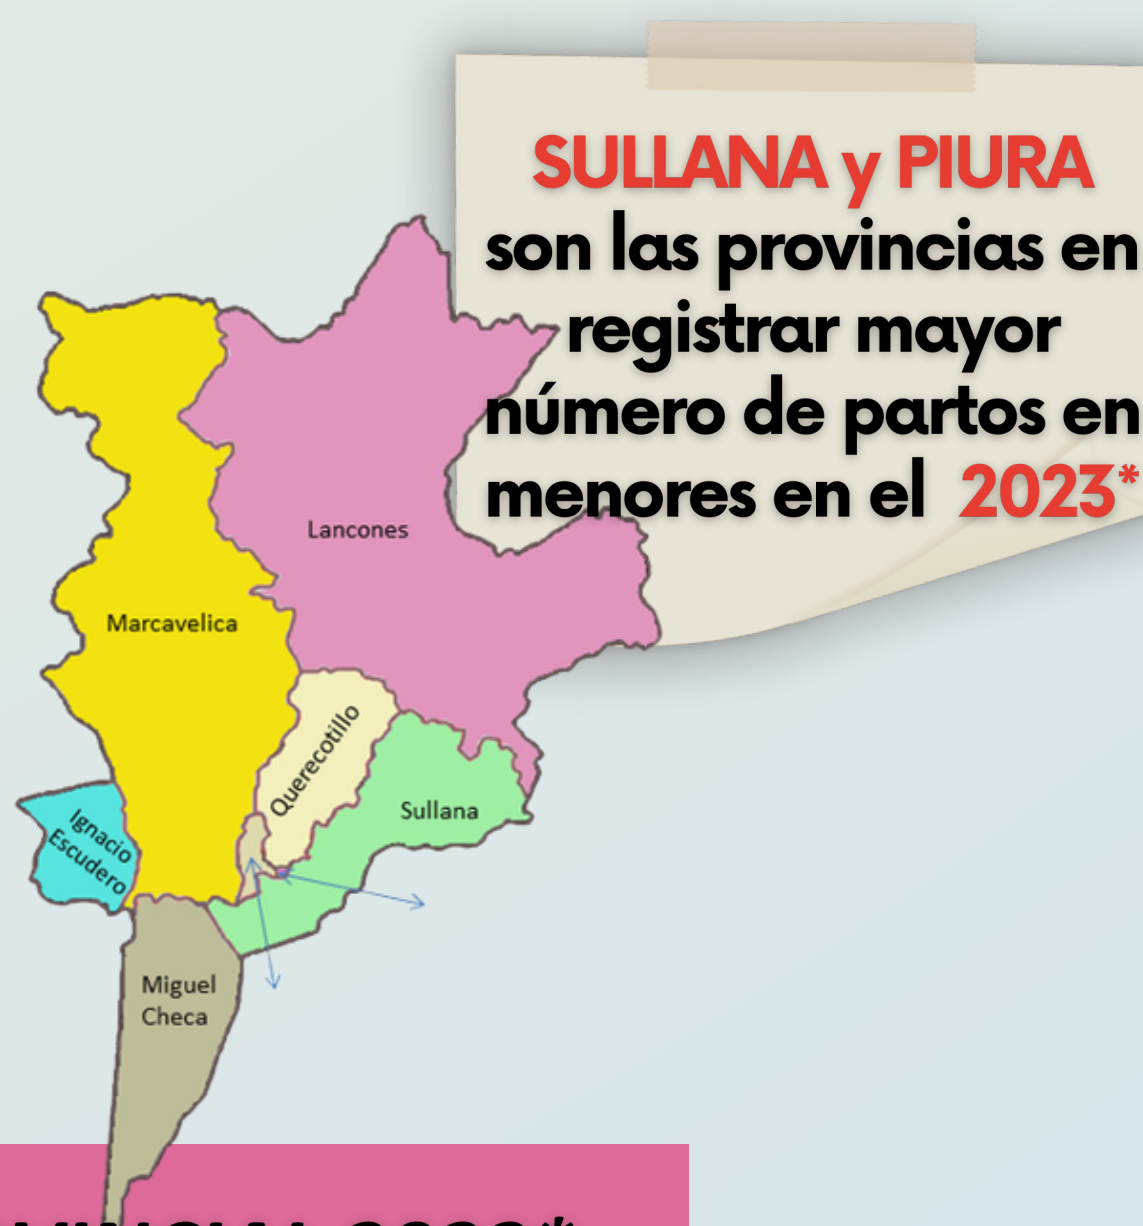 SULLANA y PIURA
son las provincias en
registrar mayor
número de partos en
menores en el 2023*
Lancones
Marcavelica
Querecotillo
Sullana
Ignacio
Escudero
Miguel
Checa